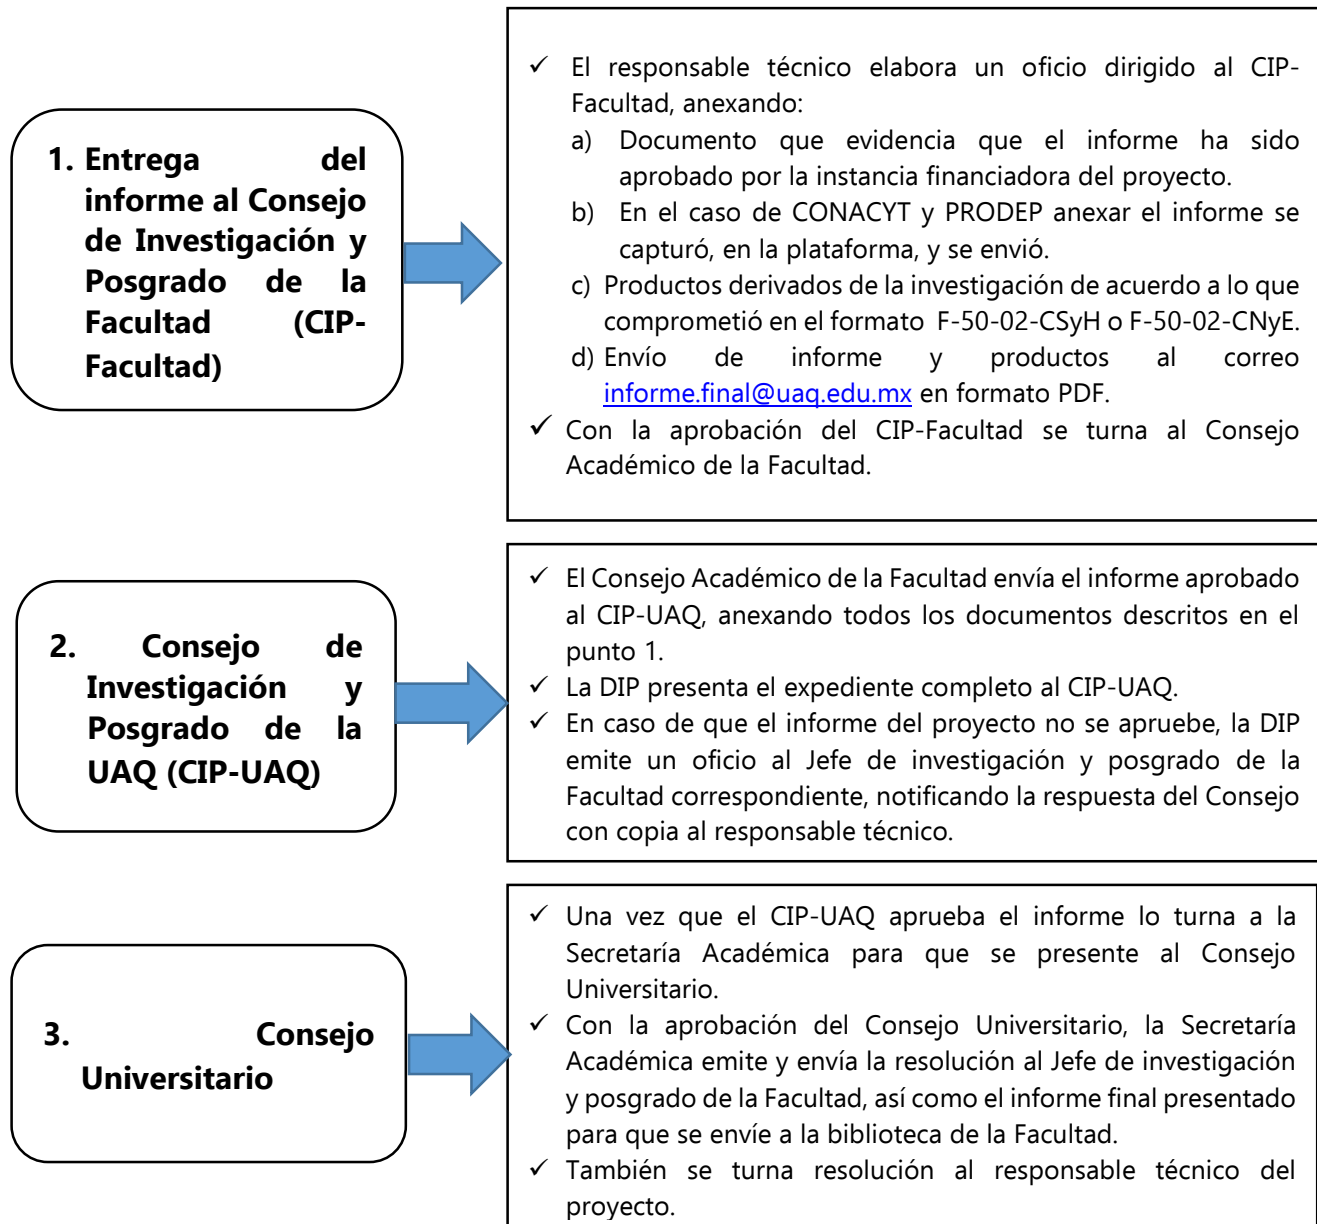 1. Entrega del
informe al Consejo
de Investigación y
Posgrado de la
Facultad (CIP-
Facultad)
✓ El responsable técnico elabora un oficio dirigido al CIP-
Facultad, anexando:
a) Documento que evidencia que el informe ha sido
aprobado por la instancia financiadora del proyecto.
b) En el caso de CONACYT y PRODEP anexar el informe se
capturó, en la plataforma, y se envió.
c) Productos derivados de la investigación de acuerdo a lo que
comprometió en el formato F-50-02-CSyH o F-50-02-CNyE.
d) Envío de informe y productos al correo
informe.final@uaq.edu.mx en formato PDF.
✓ Con la aprobación del CIP-Facultad se turna al Consejo
Académico de la Facultad.
2. Consejo de
Investigación y
Posgrado de la
UAQ (CIP-UAQ)
✓ El Consejo Académico de la Facultad envía el informe aprobado
al CIP-UAQ, anexando todos los documentos descritos en el
punto 1.
✓ La DIP presenta el expediente completo al CIP-UAQ.
✓ En caso de que el informe del proyecto no se apruebe, la DIP
emite un oficio al Jefe de investigación y posgrado de la
Facultad correspondiente, notificando la respuesta del Consejo
con copia al responsable técnico.
3. Consejo
Universitario
✓ Una vez que el CIP-UAQ aprueba el informe lo turna a la
Secretaría Académica para que se presente al Consejo
Universitario.
✓ Con la aprobación del Consejo Universitario, la Secretaría
Académica emite y envía la resolución al Jefe de investigación
y posgrado de la Facultad, así como el informe final presentado
para que se envíe a la biblioteca de la Facultad.
✓ También se turna resolución al responsable técnico del
proyecto.